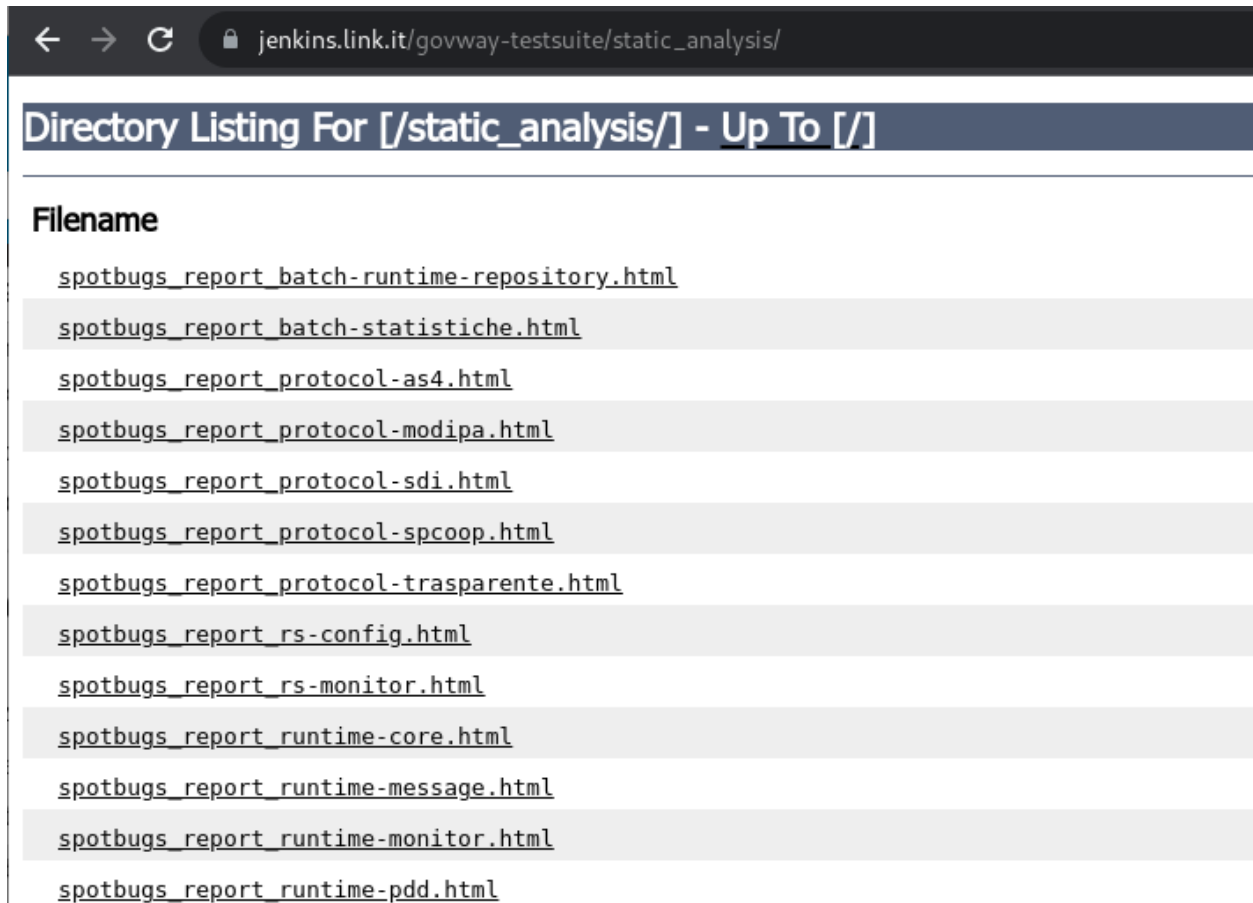 jenkins.link.it/govway-testsuite/static_analysis/
Directory Listing For [/static_analysis/] - Up To [/]
Filename
spotbugs_report_batch-runtime-repository.html
spotbugs_report_batch-statistiche.html
spotbugs_report_protocol-as4.html
spotbugs_report_protocol-modipa.html
spotbugs_report_protocol-sdi.html
spotbugs_report_protocol-spcoop.html
spotbugs_report_protocol-trasparente.html
spotbugs_report_rs-config.html
spotbugs_report_rs-monitor.html
spotbugs_report_runtime-core.html
spotbugs_report_runtime-message.html
spotbugs_report_runtime-monitor.html
spotbugs_report_runtime-pdd.html